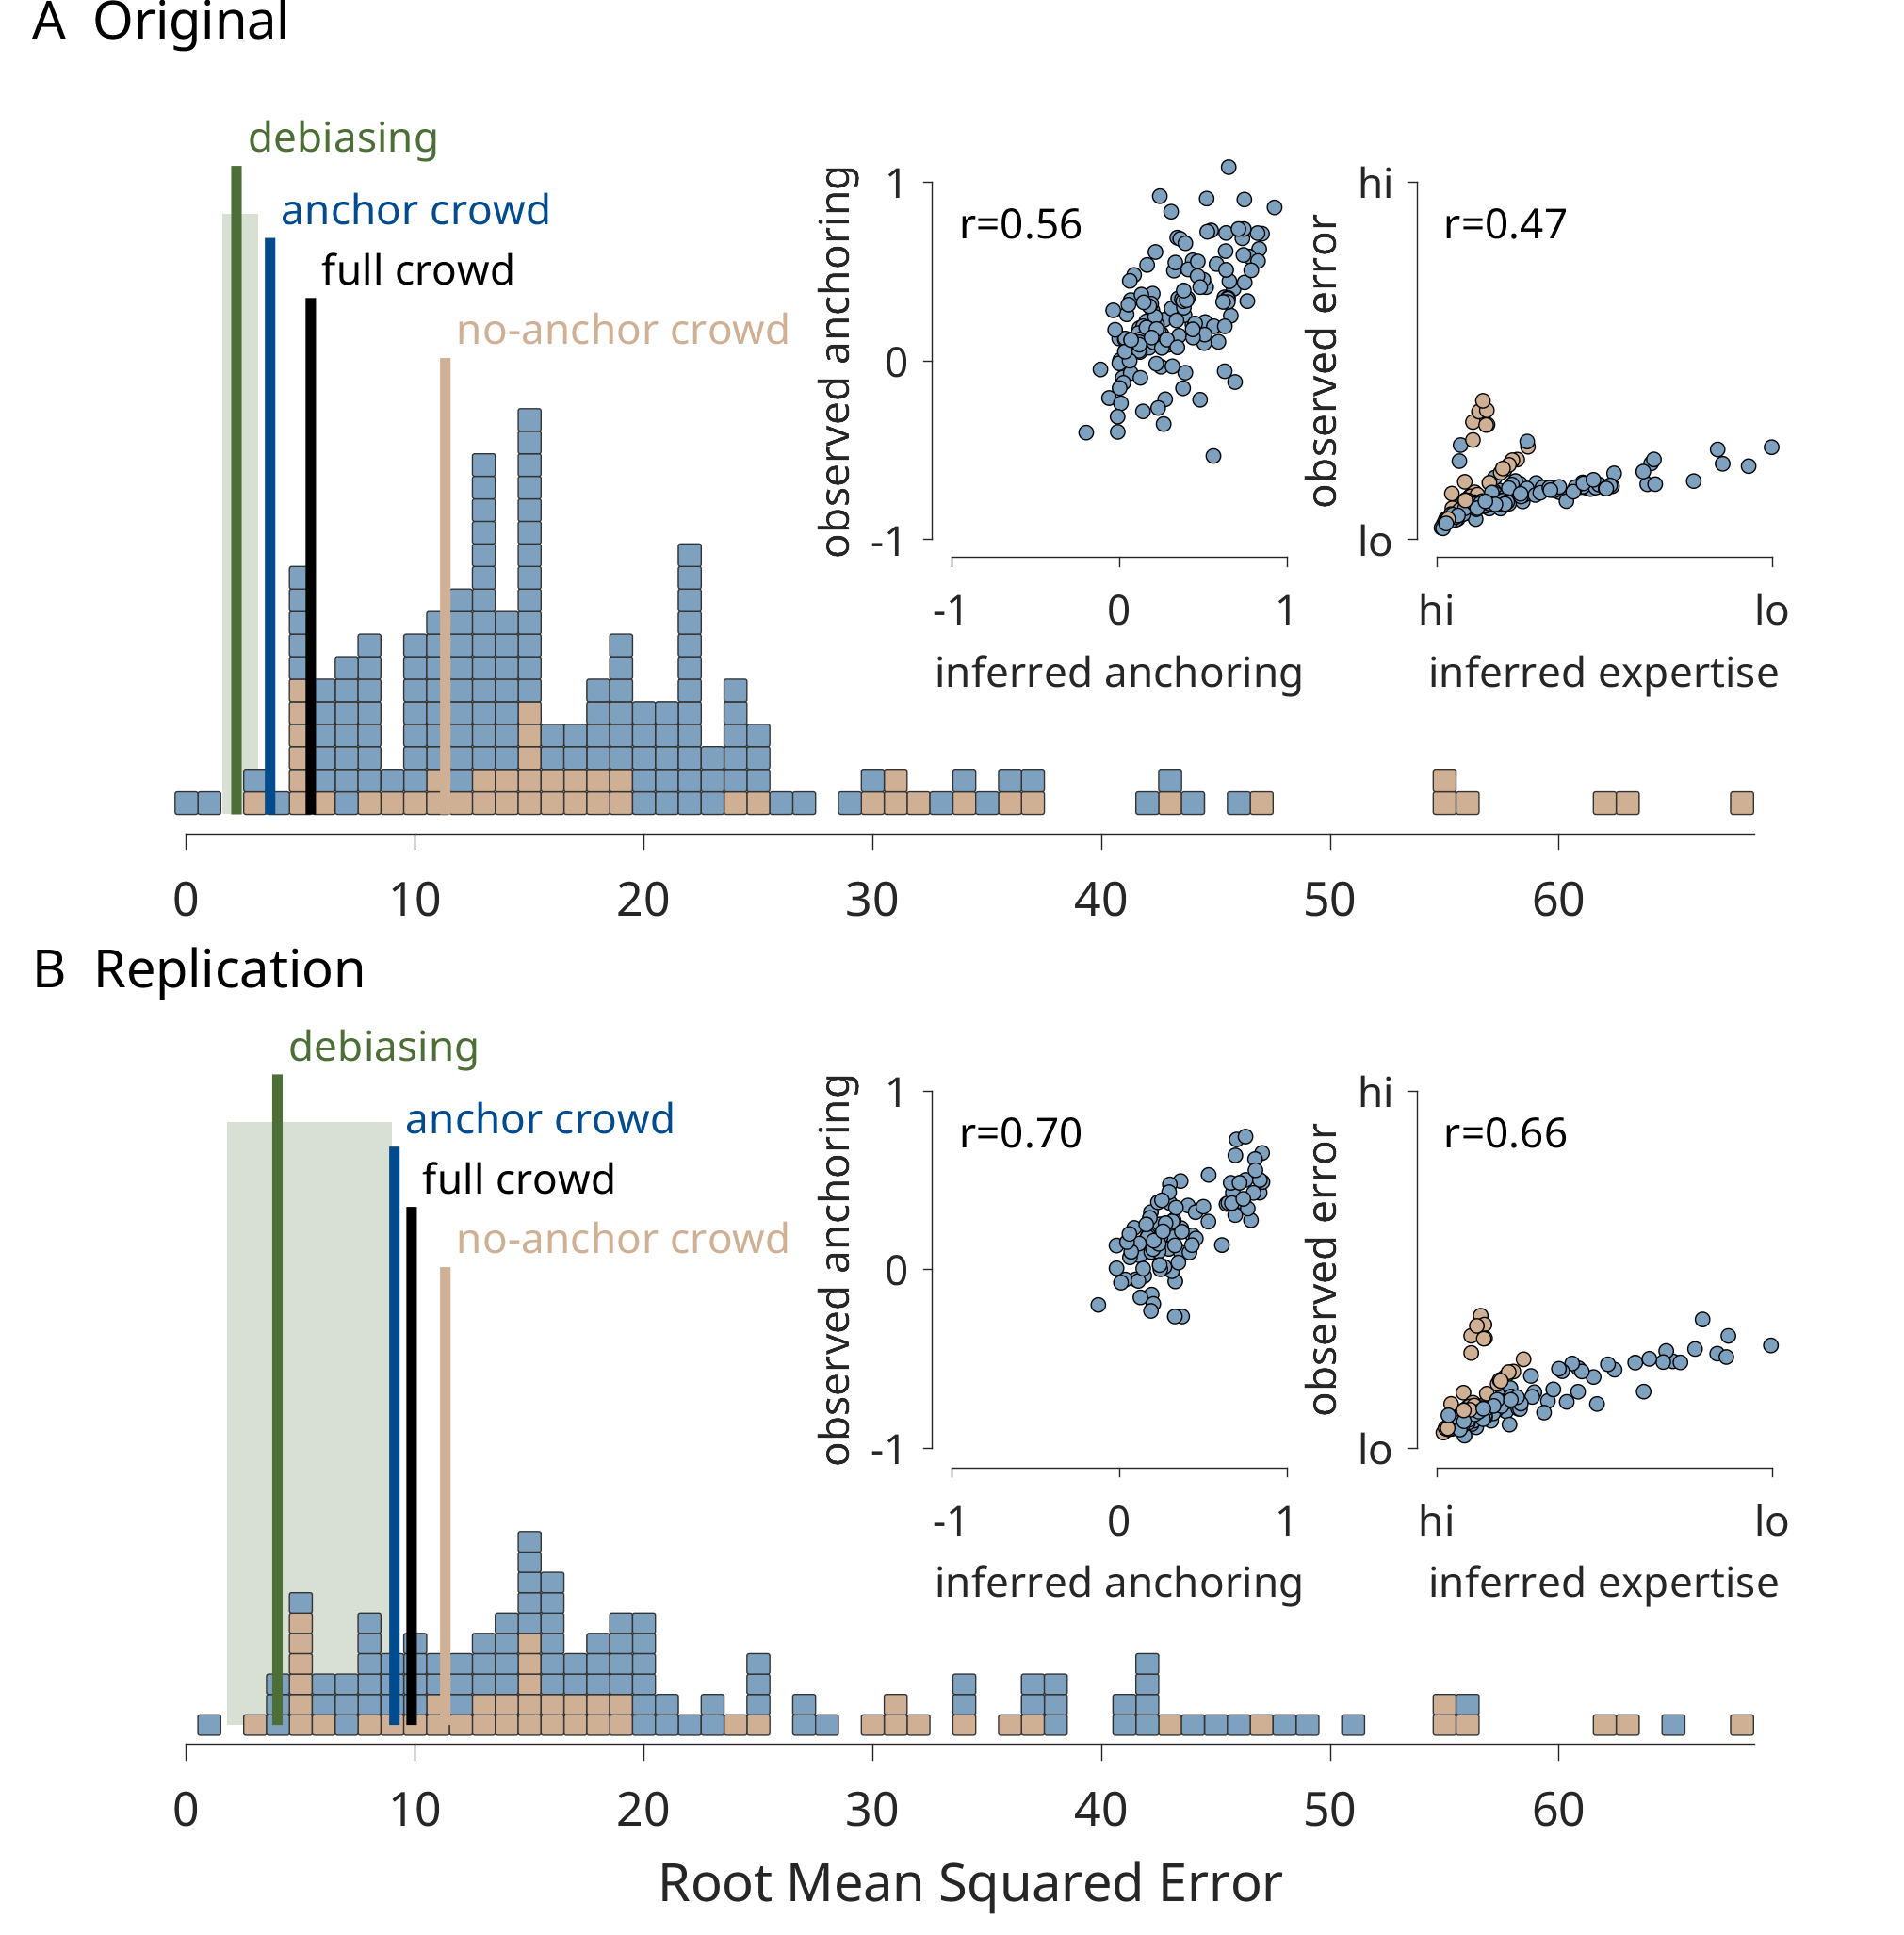 A Original
debiasing
anchor crowd
full crowd
no-anchor crowd
observed anchoring
1
0
-1
r=0.56
-1 0 1
inferred anchoring
observed error
hi
lo
r=0.47
hi lo
inferred expertise
0 10 20 30 40 50 60
B Replication
debiasing
anchor crowd
full crowd
no-anchor crowd
observed anchoring
1
0
-1
r=0.70
-1 0 1
inferred anchoring
observed error
hi
lo
r=0.66
hi lo
inferred expertise
0 10 20 30 40 50 60
Root Mean Squared Error